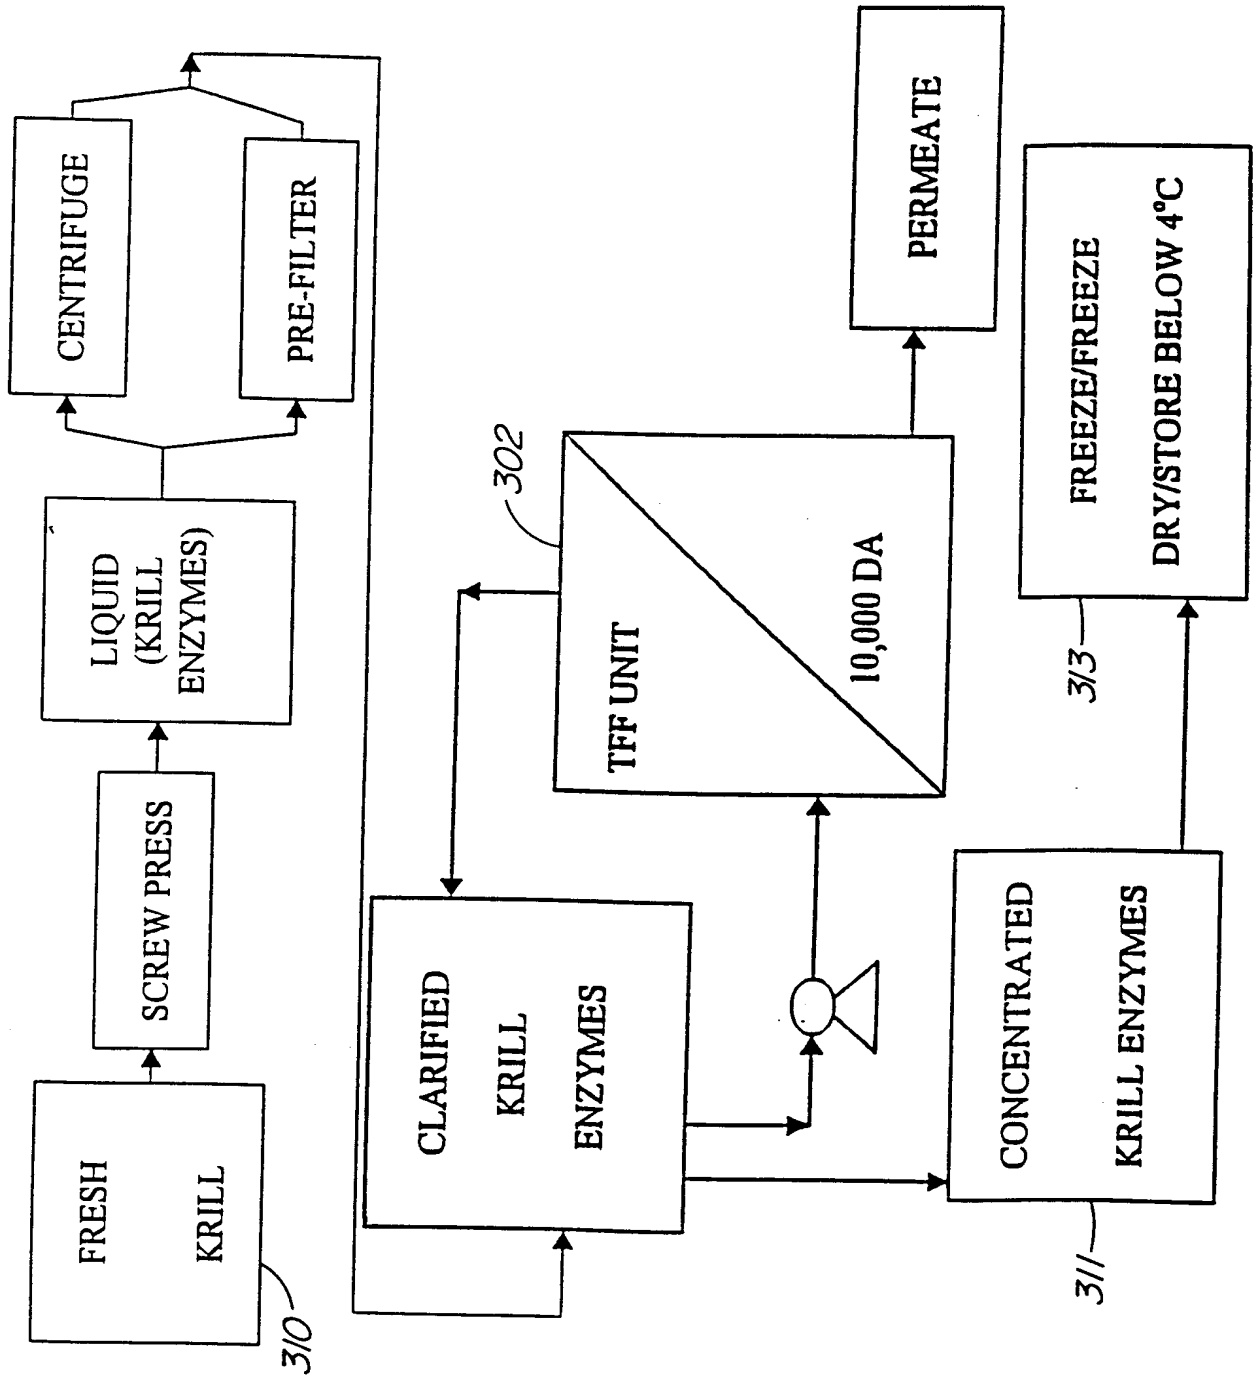 FRESH
KRILL
310
SCREW PRESS
LIQUID
(KRILL
ENZYMES)
CENTRIFUGE
PRE-FILTER
CLARIFIED
KRILL
ENZYMES
TFF UNIT
10,000 DA
302
PERMEATE
CONCENTRATED
KRILL ENZYMES
311
FREEZE/FREEZE
DRY/STORE BELOW 4°C
313